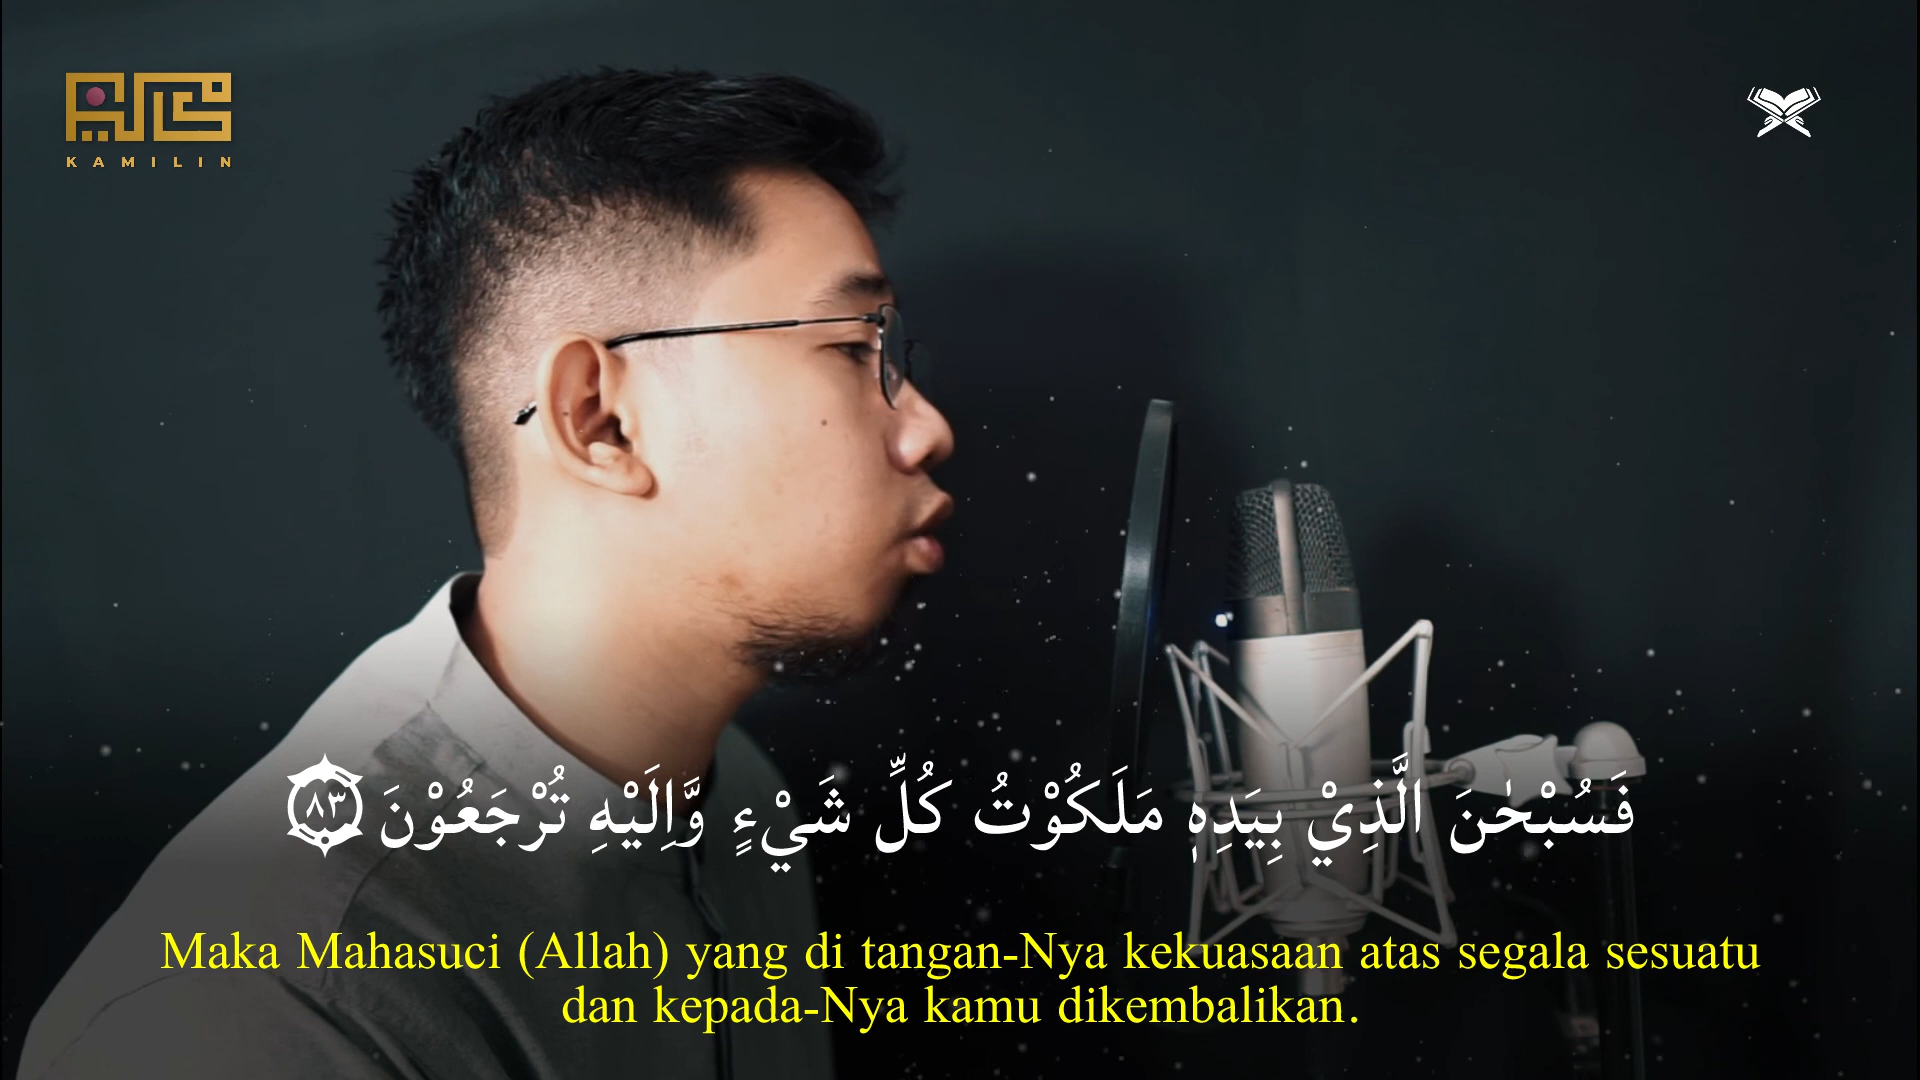 KAMILIN
فَسُبْحٰنَ الَّذِيْ بِيَدِهٖ مَلَكُوْتُ كُلِّ شَيْءٍ وَّاِلَيْهِ تُرْجَعُوْنَ ٨٣
Maka Mahasuci (Allah) yang di tangan-Nya kekuasaan atas segala sesuatu
dan kepada-Nya kamu dikembalikan.